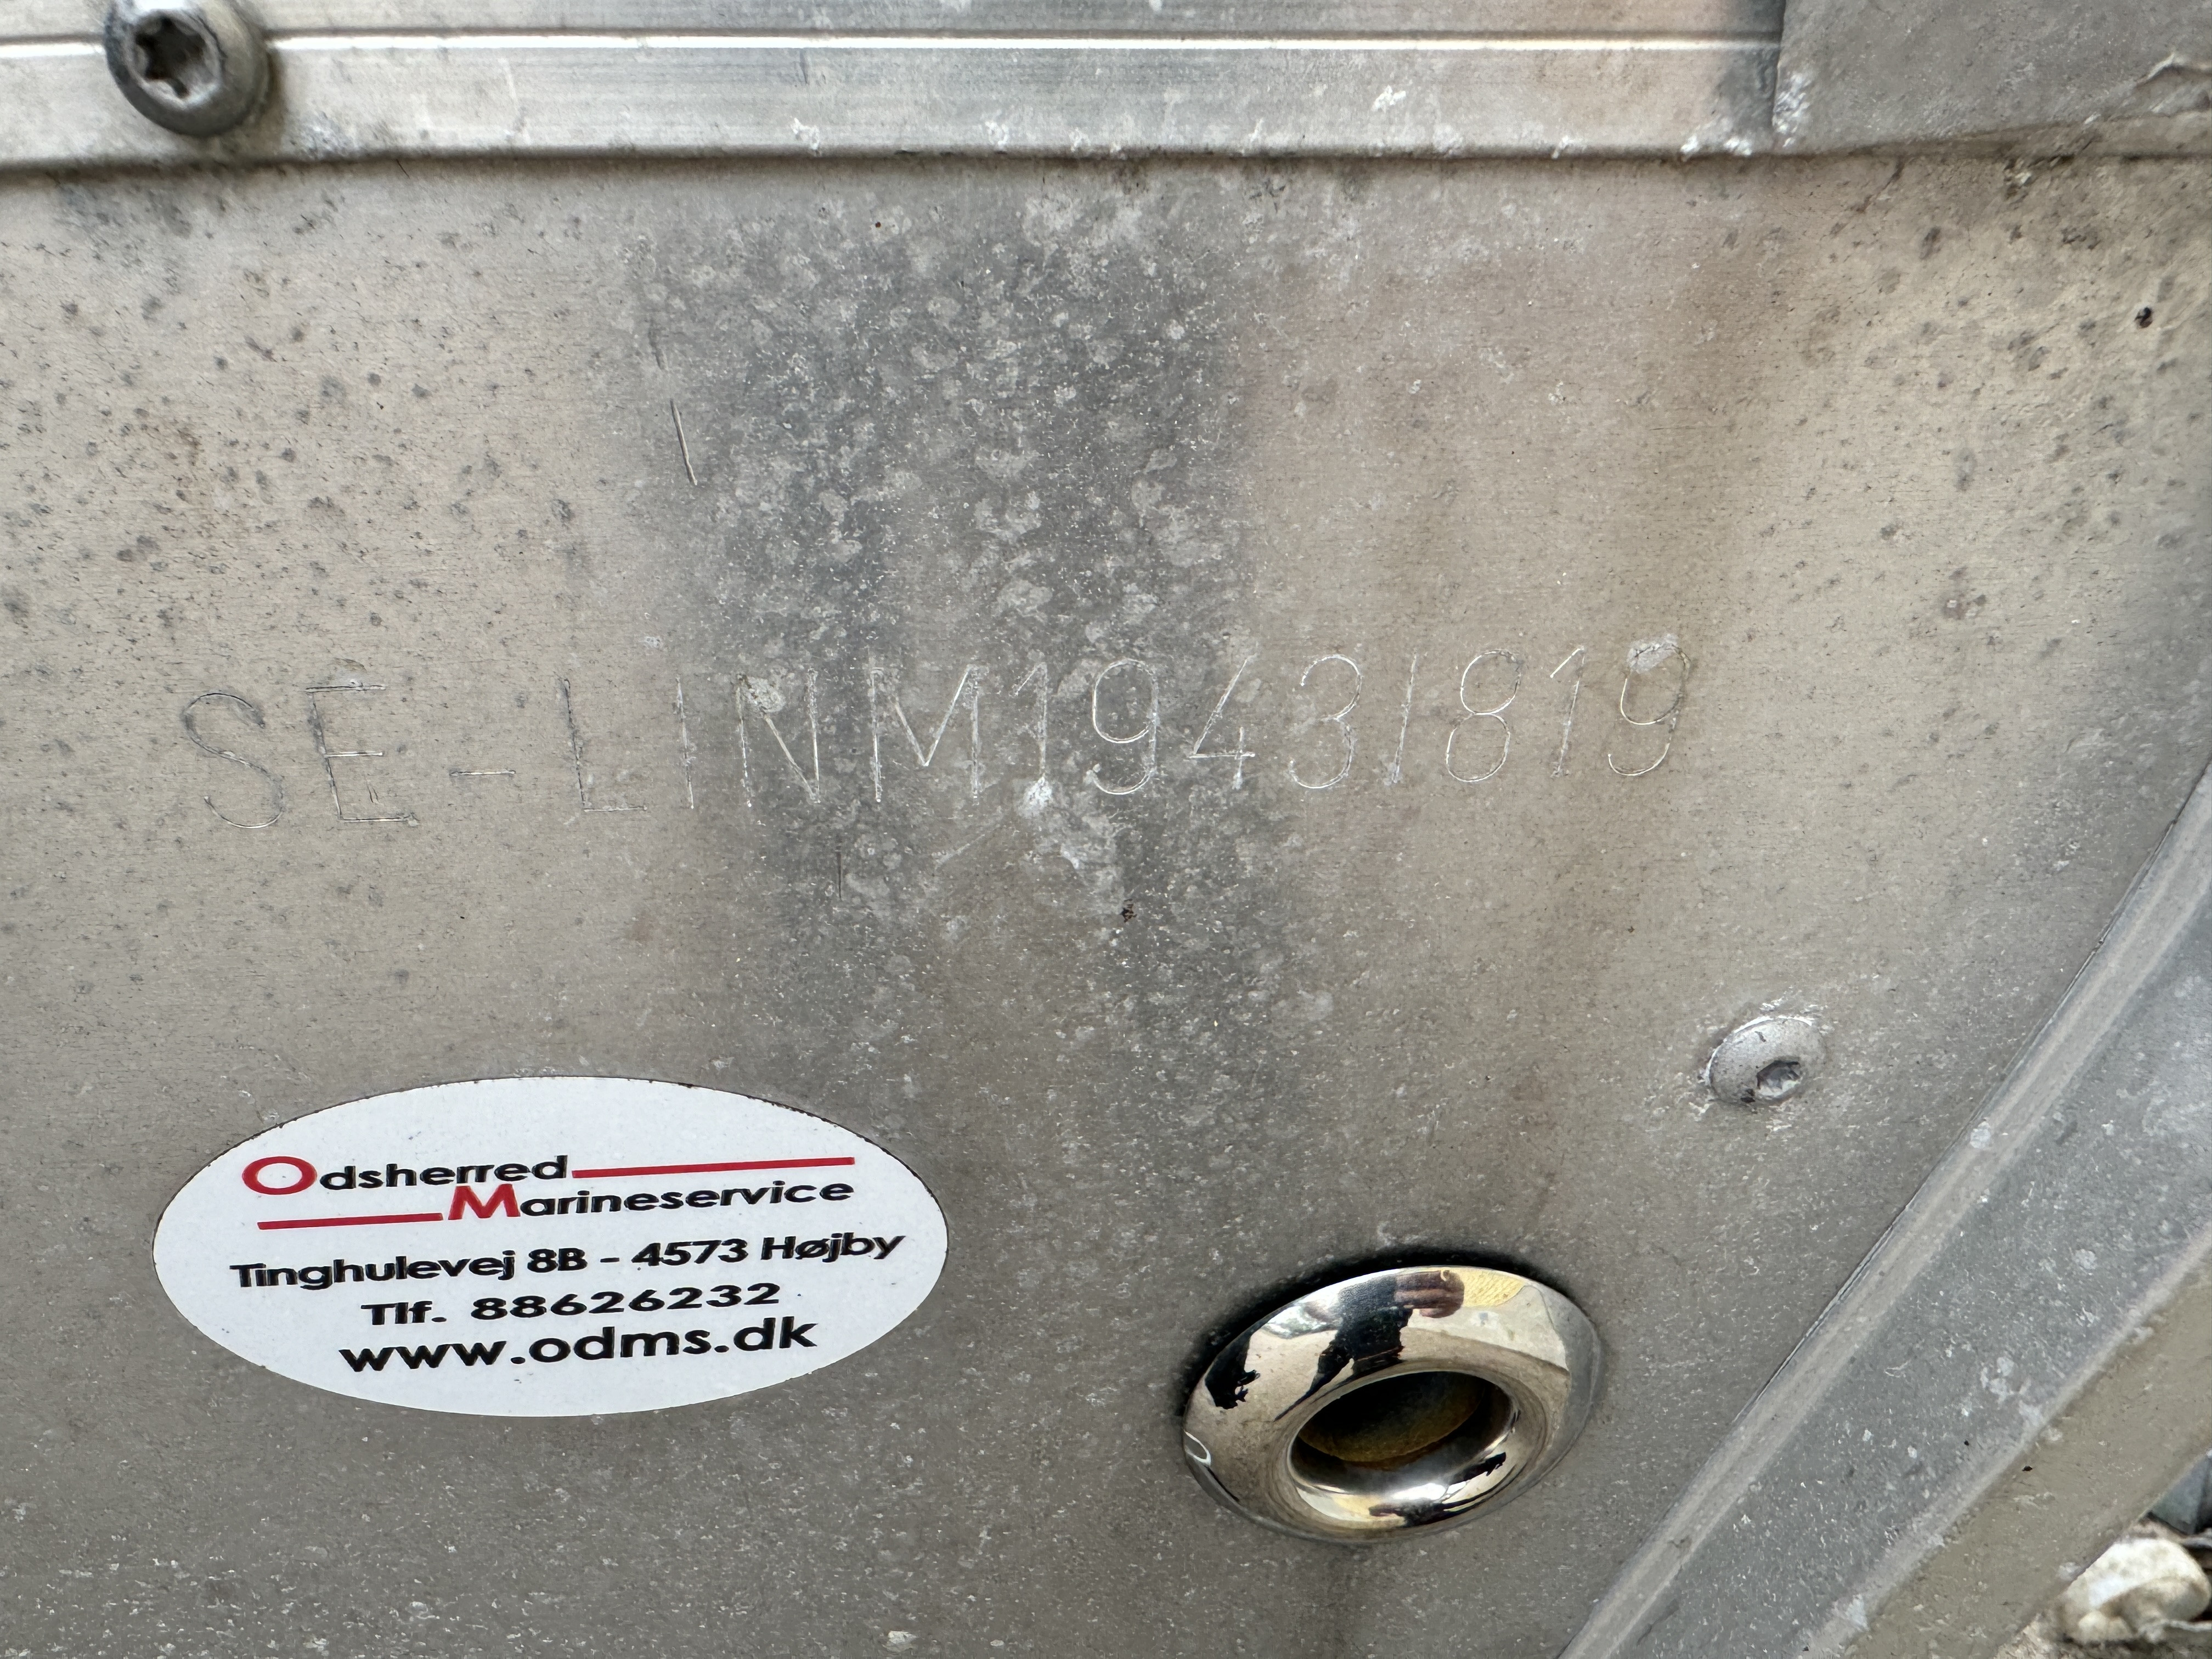 SE-LINM1943I819
Odsherred
Marineservice
Tinghulevej 8B - 4573 Højby
Tlf. 88626232
www.odms.dk